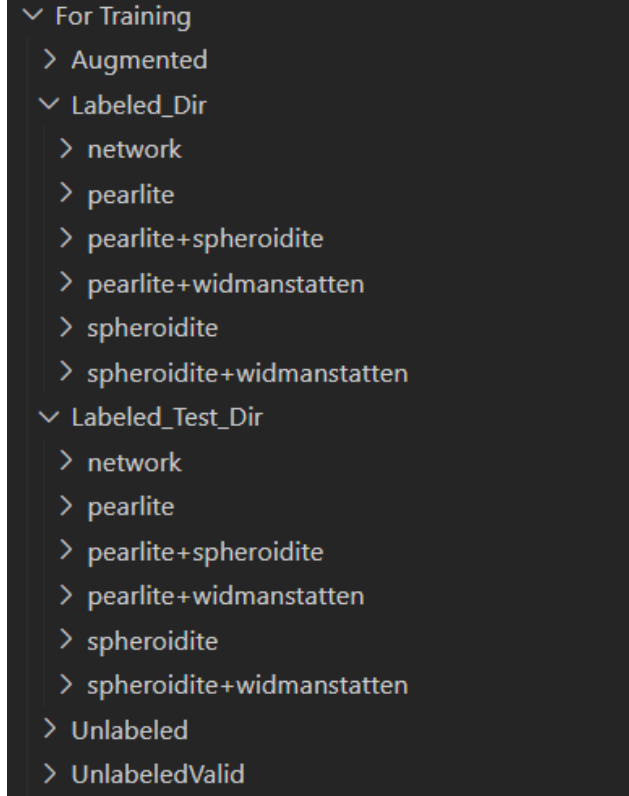 For Training
Augmented
Labeled_Dir
network
pearlite
pearlite+spheroidite
pearlite+widmanstatten
spheroidite
spheroidite+widmanstatten
Labeled_Test_Dir
network
pearlite
pearlite+spheroidite
pearlite+widmanstatten
spheroidite
spheroidite+widmanstatten
Unlabeled
UnlabeledValid